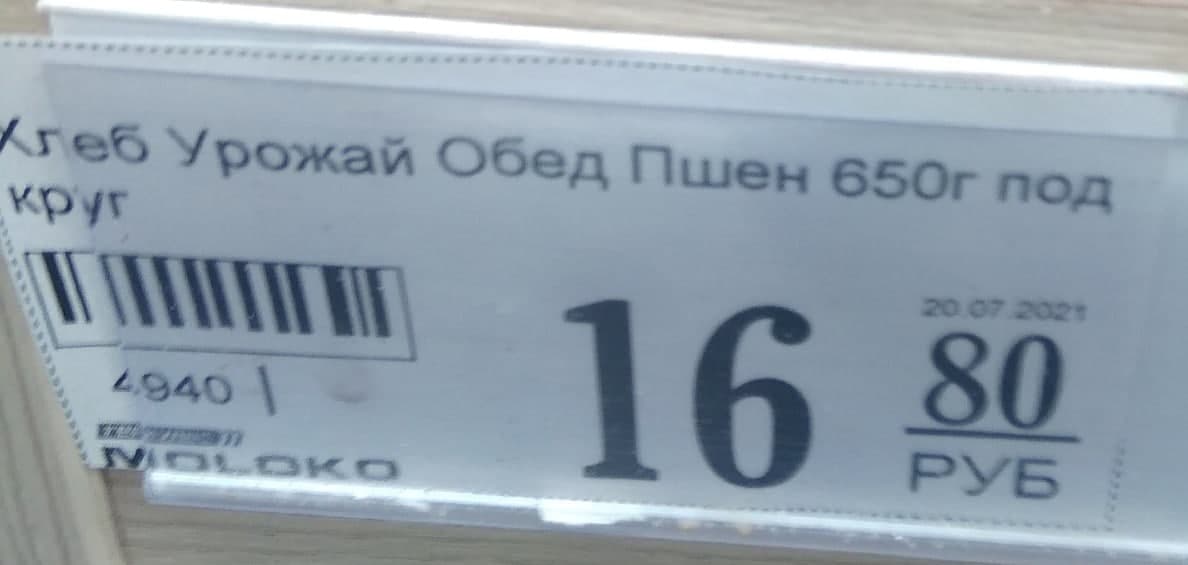 Хлеб Урожай Обед Пшен 650г под
круг
20.07.2021
16 80
РУБ
4940
MOLOKO